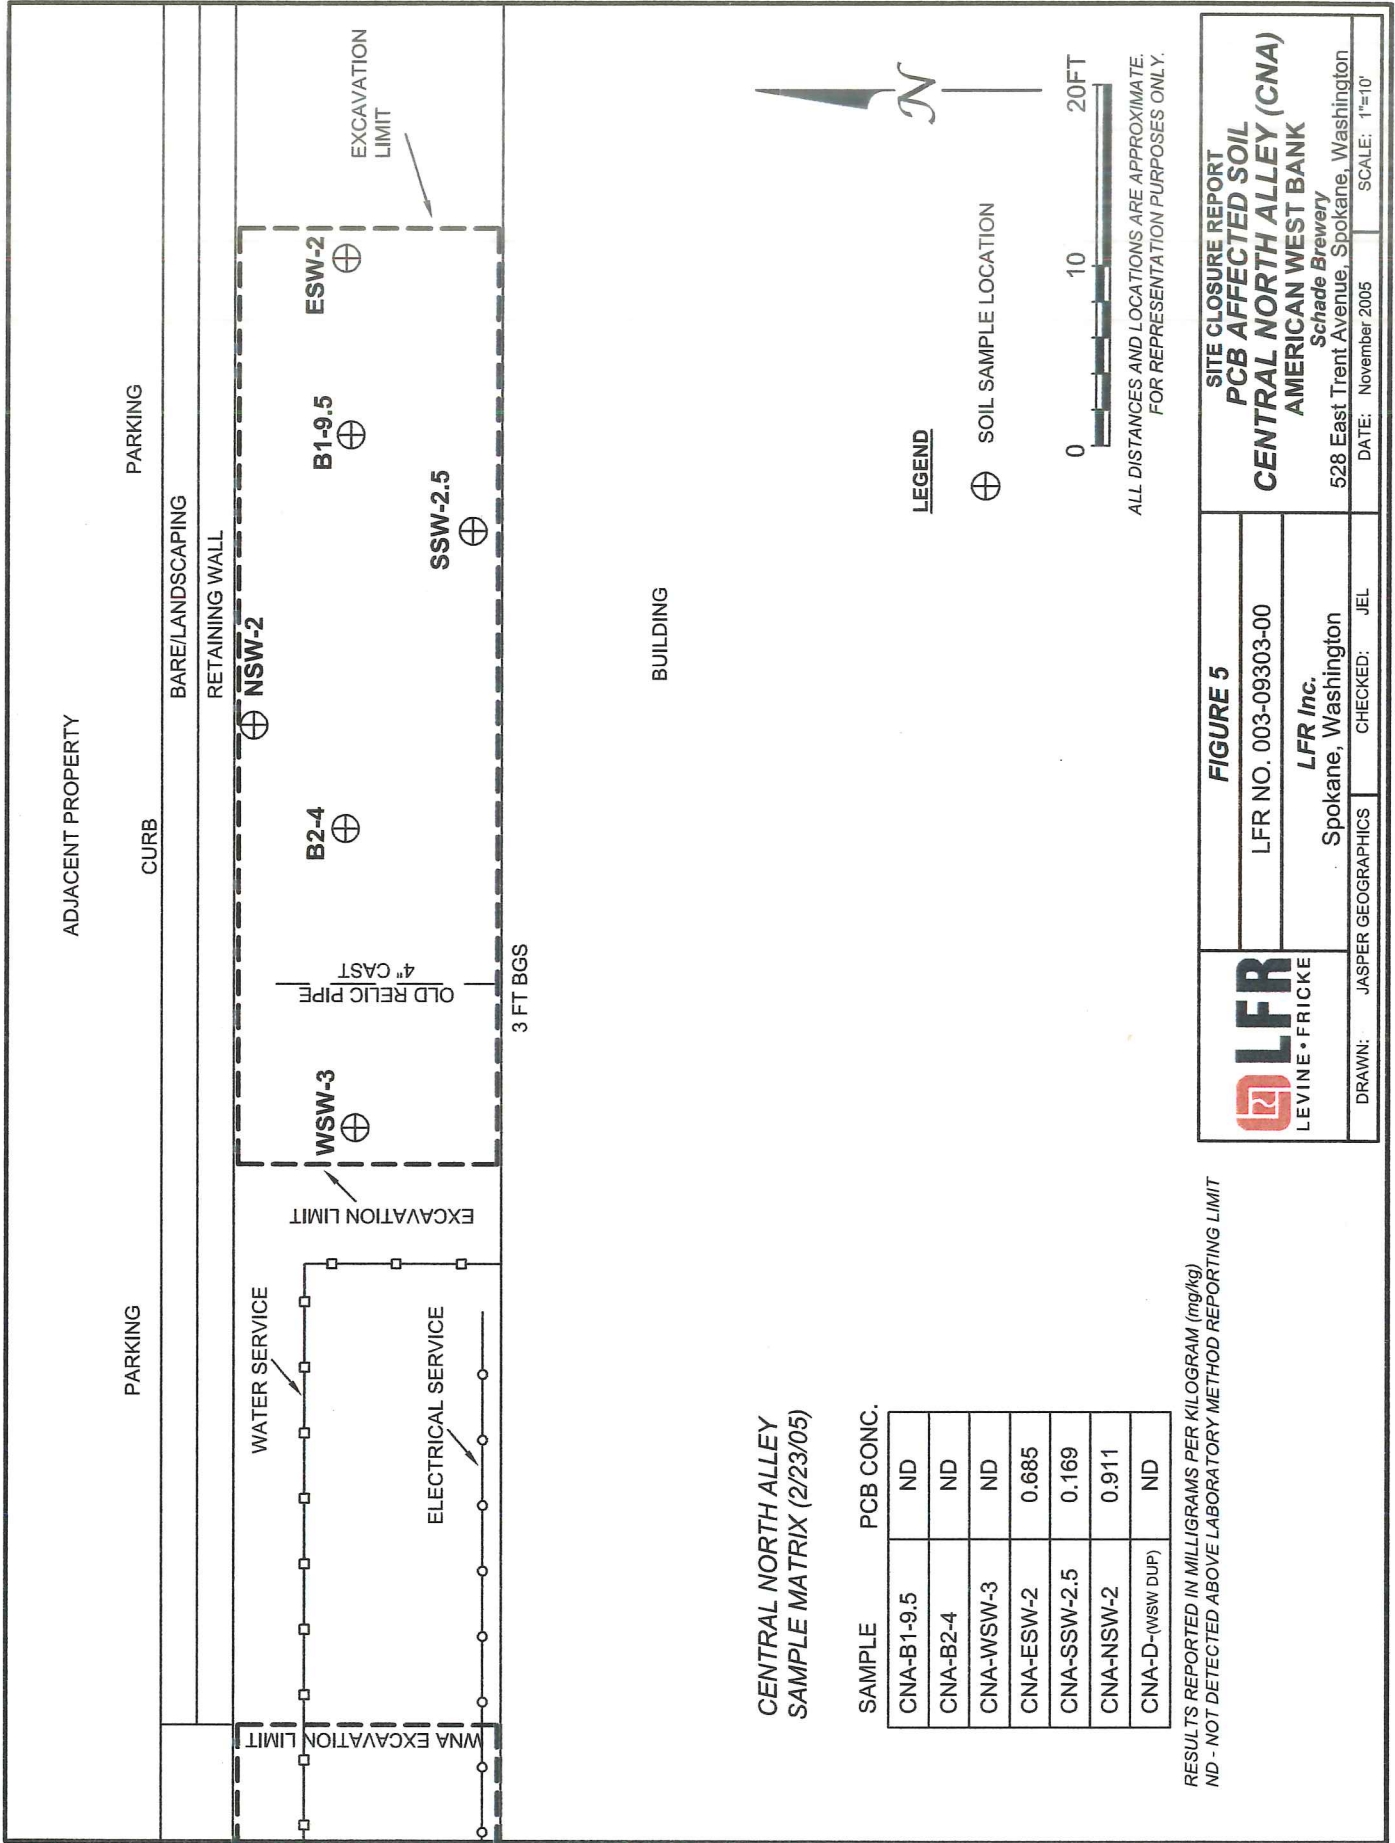 ADJACENT PROPERTY
PARKING
CURB
PARKING
BARE/LANDSCAPING
RETAINING WALL
WATER SERVICE
ELECTRICAL SERVICE
WNA EXCAVATION LIMIT
EXCAVATION LIMIT
WSW-3
OLD RELIC PIPE
4" CAST
3 FT BGS
B2-4
NSW-2
SSW-2.5
B1-9.5
ESW-2
EXCAVATION
LIMIT
BUILDING
CENTRAL NORTH ALLEY
SAMPLE MATRIX (2/23/05)
SAMPLE PCB CONC.
CNA-B1-9.5 ND
CNA-B2-4 ND
CNA-WSW-3 ND
CNA-ESW-2 0.685
CNA-SSW-2.5 0.169
CNA-NSW-2 0.911
CNA-D-(WSW DUP) ND
RESULTS REPORTED IN MILLIGRAMS PER KILOGRAM (mg/kg)
ND - NOT DETECTED ABOVE LABORATORY METHOD REPORTING LIMIT
LEGEND
SOIL SAMPLE LOCATION
N
0 10 20FT
ALL DISTANCES AND LOCATIONS ARE APPROXIMATE.
FOR REPRESENTATION PURPOSES ONLY.
LFR
LEVINE • FRICKE
FIGURE 5
LFR NO. 003-09303-00
LFR Inc.
Spokane, Washington
SITE CLOSURE REPORT
PCB AFFECTED SOIL
CENTRAL NORTH ALLEY (CNA)
AMERICAN WEST BANK
Schade Brewery
528 East Trent Avenue, Spokane, Washington
DRAWN: JASPER GEOGRAPHICS CHECKED: JEL DATE: November 2005 SCALE: 1"=10'